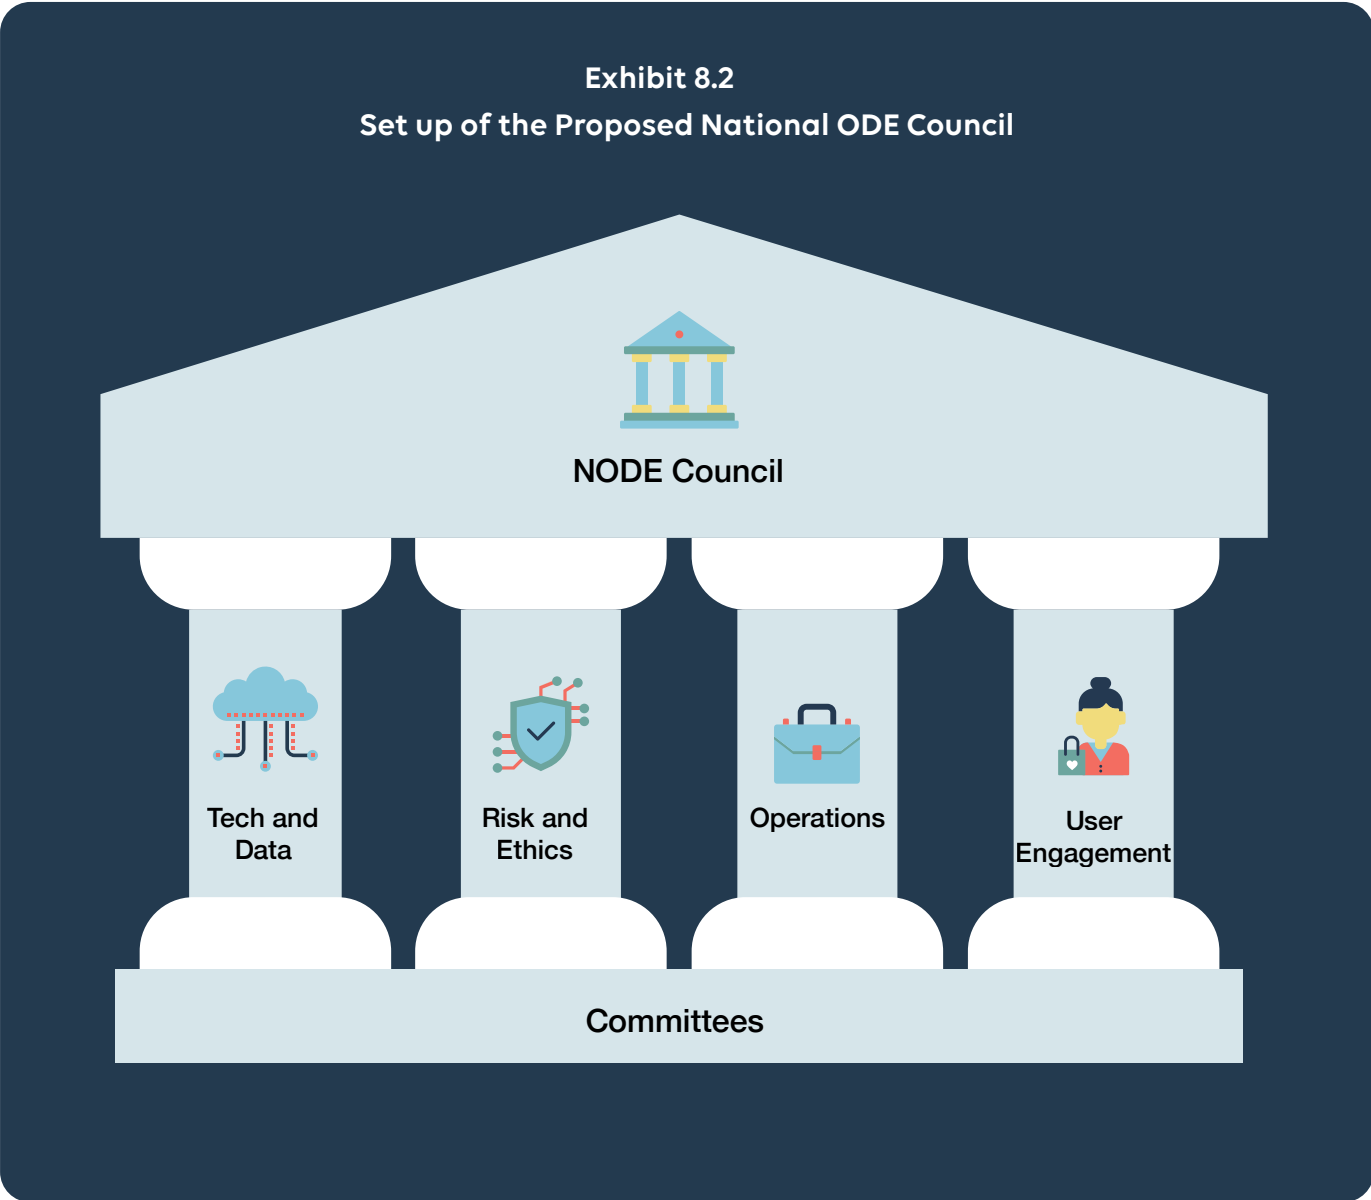 Exhibit 8.2
Set up of the Proposed National ODE Council
NODE Council
Tech and
Data
Risk and
Ethics
Operations
User
Engagement
Committees